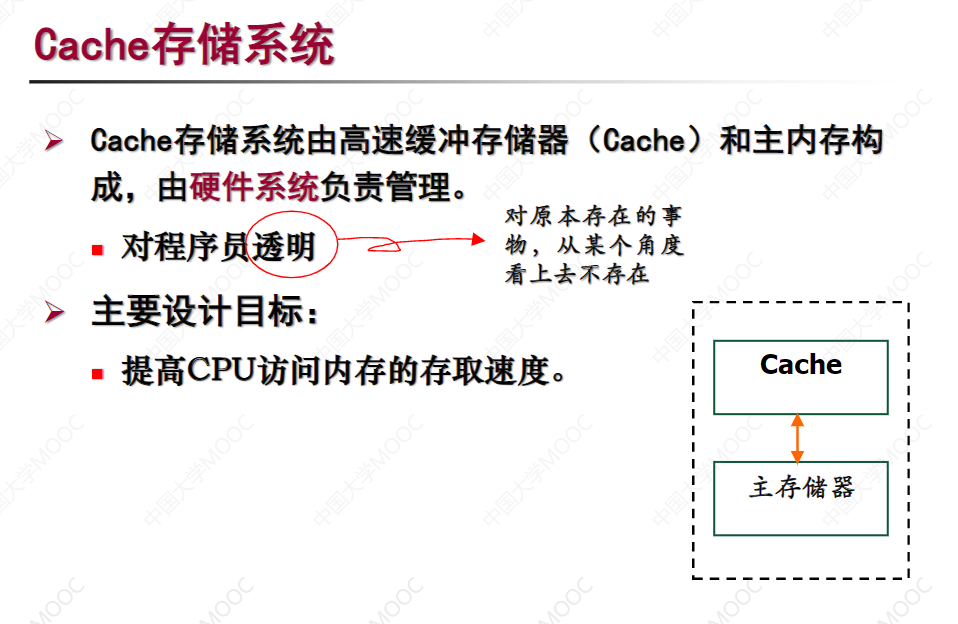 Cache存储系统
Cache存储系统由高速缓冲存储器（Cache）和主内存构
成，由硬件系统负责管理。
对程序员透明
对原本存在的事
物，从某个角度
看上去不存在
主要设计目标：
提高CPU访问内存的存取速度。
Cache
主存储器
中国大学MOOC